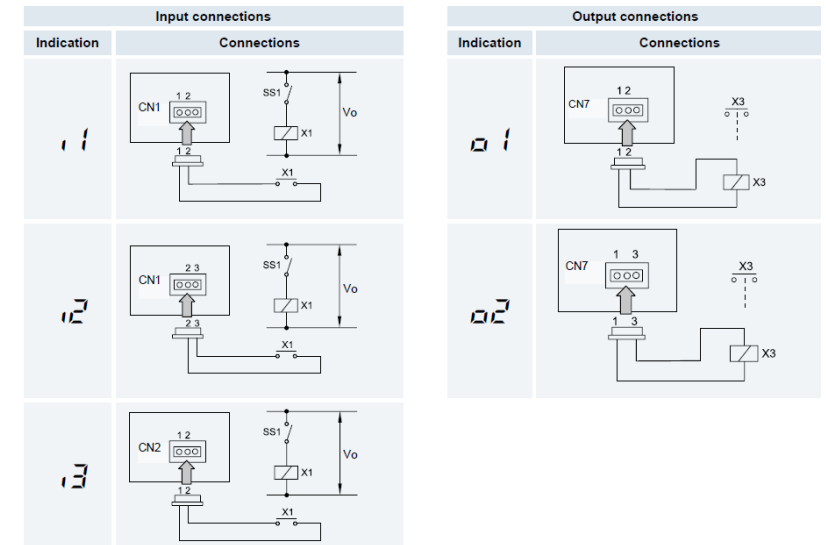 Input connections
Indication Connections
i1
CN1
1 2
1 2
SS1
X1
Vo
X1
i2
CN1
2 3
2 3
SS1
X1
Vo
X1
i3
CN2
1 2
1 2
SS1
X1
Vo
X1
Output connections
Indication Connections
o1
CN7
1 2
1 2
X3
X3
o2
CN7
1 3
1 3
X3
X3